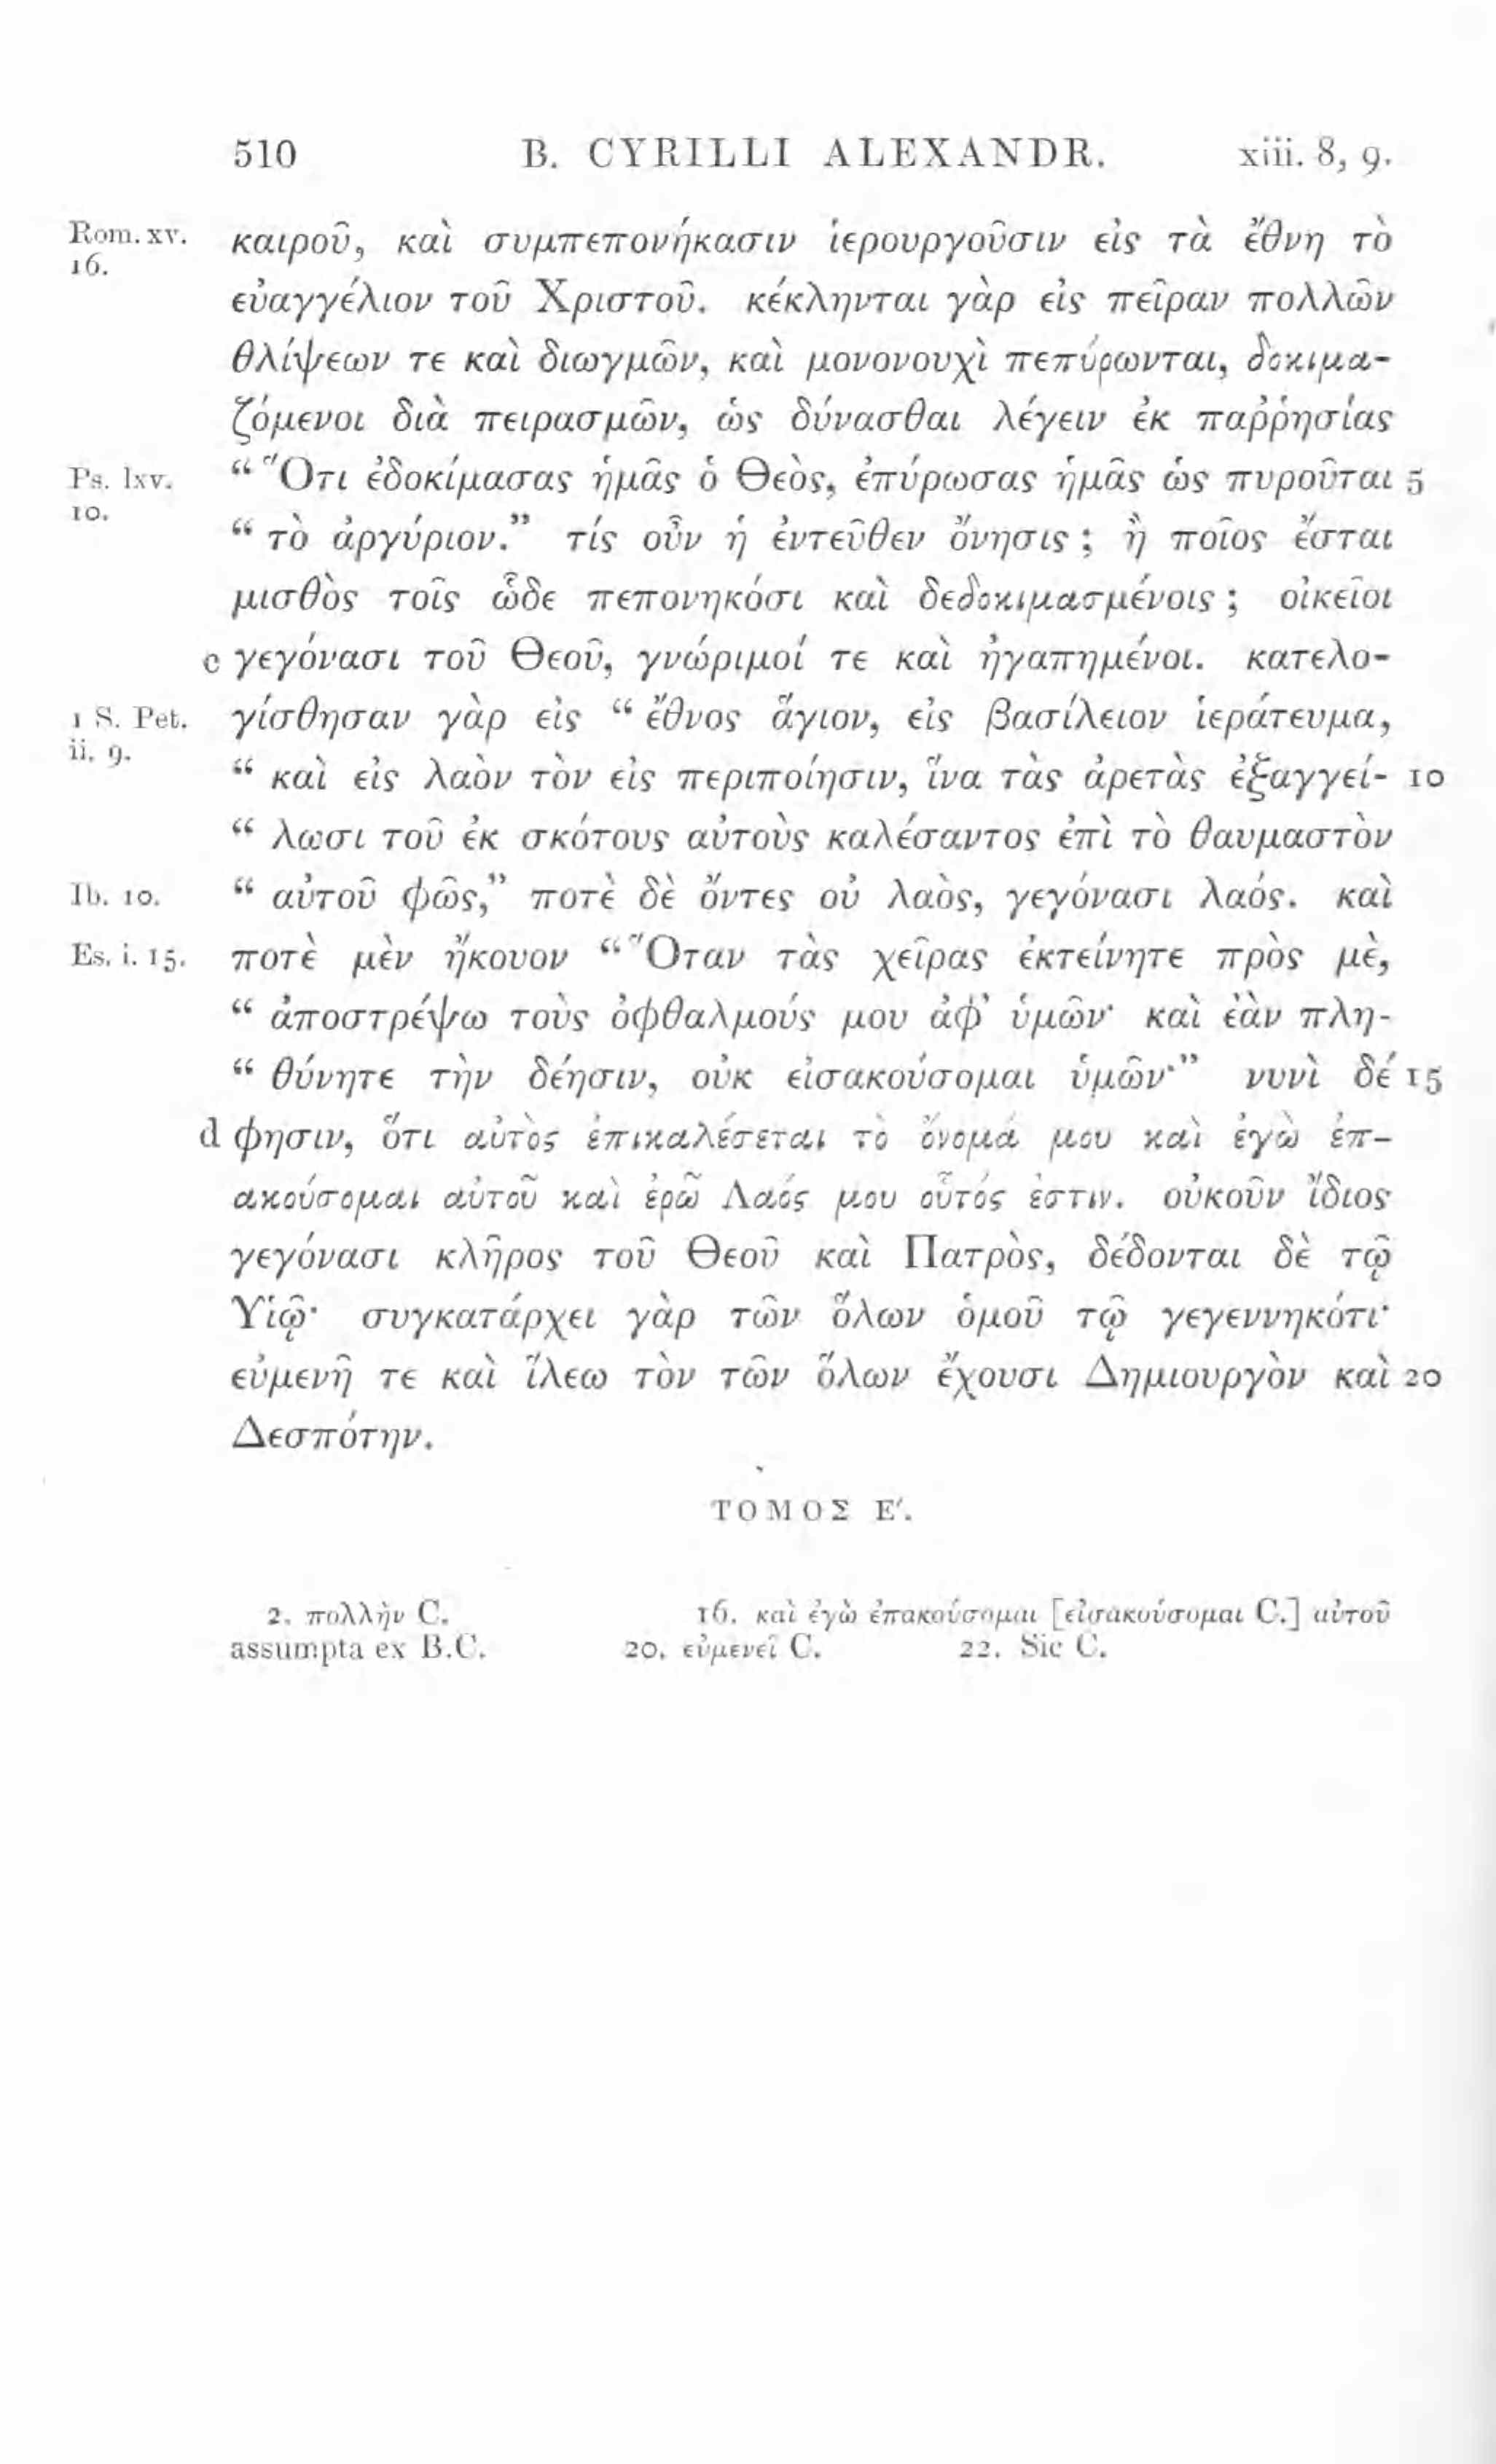 510 B. CYRILLI ALEXANDR. xiii. 8, 9.
Rom. xv. καιροῦ, καὶ συμπεπονήκασιν ἱερουργοῦσιν εἰς τὰ ἔθνη τὸ
16.
εὐαγγέλιον τοῦ Χριστοῦ. κέκληνται γὰρ εἰς πεῖραν πολλῶν
θλίψεων τε καὶ διωγμῶν, καὶ μονονουχὶ πεπύρωνται, δοκιμα-
ζόμενοι διὰ πειρασμῶν, ὡς δύνασθαι λέγειν ἐκ παῤῥησίας
Ps. lxv. “ Ὅτι ἐδοκίμασας ἡμᾶς ὁ Θεὸς, ἐπύρωσας ἡμᾶς ὡς πυροῦται 5
10.
“ τὸ ἀργύριον.” τίς οὖν ἡ ἐντεῦθεν ὄνησις ; ἢ ποῖος ἔσται
μισθὸς τοῖς ὧδε πεπονηκόσι καὶ δεδοκιμασμένοις ; οἰκεῖοι
c γεγόνασι τοῦ Θεοῦ, γνώριμοί τε καὶ ἠγαπημένοι. κατελο-
1 S. Pet. γίσθησαν γὰρ εἰς “ ἔθνος ἅγιον, εἰς βασίλειον ἱεράτευμα,
ii. 9.
“ καὶ εἰς λαὸν τὸν εἰς περιποίησιν, ἵνα τὰς ἀρετὰς ἐξαγγεί- 10
“ λωσι τοῦ ἐκ σκότους αὐτοὺς καλέσαντος ἐπὶ τὸ θαυμαστὸν
Ib. 10. “ αὐτοῦ φῶς,” ποτὲ δὲ ὄντες οὐ λαὸς, γεγόνασι λαός. καὶ
Es. i. 15. ποτὲ μὲν ἤκουον “ Ὅταν τὰς χεῖρας ἐκτείνητε πρὸς μὲ,
“ ἀποστρέψω τοὺς ὀφθαλμούς μου ἀφ’ ὑμῶν· καὶ ἐὰν πλη-
“ θύνητε τὴν δέησιν, οὐκ εἰσακούσομαι ὑμῶν·” νυνὶ δέ 15
d φησιν, ὅτι αὐτὸς ἐπικαλέσεται τὸ ὄνομά μου καὶ ἐγὼ ἐπ-
ακούσομαι αὐτοῦ καὶ ἐρῶ Λαός μου οὗτός ἐστιν. οὐκοῦν ἴδιος
γεγόνασι κλῆρος τοῦ Θεοῦ καὶ Πατρὸς, δέδονται δὲ τῷ
Υἱῷ· συγκατάρχει γὰρ τῶν ὅλων ὁμοῦ τῷ γεγεννηκότι·
εὐμενῆ τε καὶ ἵλεω τὸν τῶν ὅλων ἔχουσι Δημιουργὸν καὶ 20
Δεσπότην.
ΤΟΜΟΣ Ε΄.
2. πολλὴν C. 16. καὶ ἐγὼ ἐπακούσομαι [εἰσακούσομαι C.] αὐτοῦ
assumpta ex B.C. 20. εὐμενεῖ C. 22. Sic C.